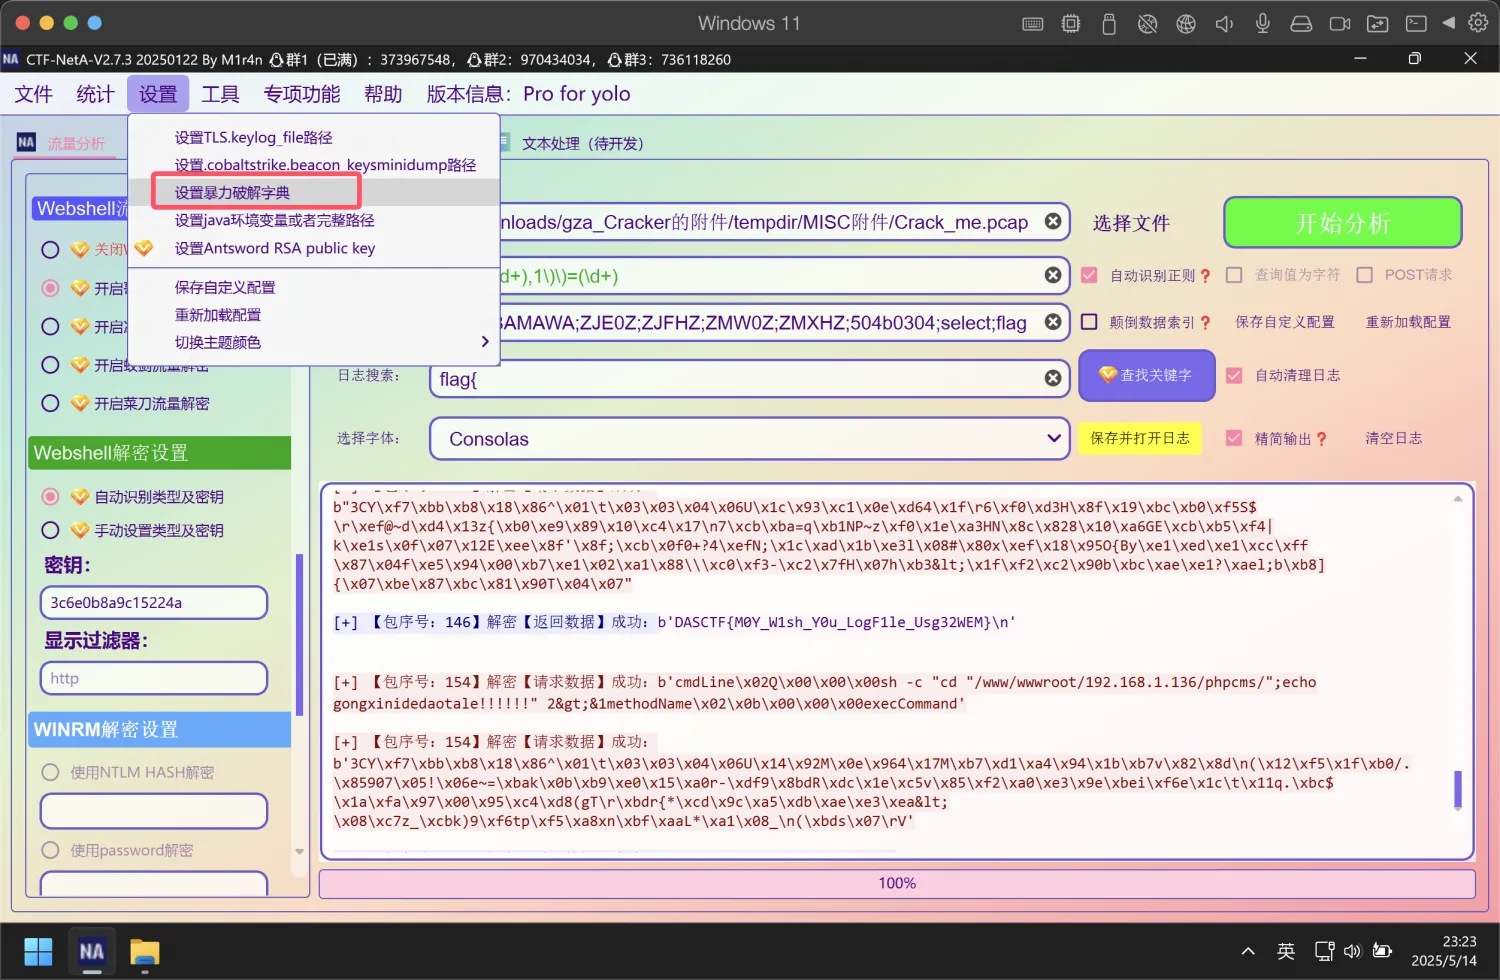 Windows 11
NA CTF-NetA-V2.7.3 20250122 By M1r4n 群1（已满）：373967548，群2：970434034，群3：736118260
文件 统计 设置 工具 专项功能 帮助 版本信息：Pro for yolo
NA 流量分析
文本处理（待开发）
设置TLS.keylog_file路径
设置.cobaltstrike.beacon_keysminidump路径
设置暴力破解字典
设置java环境变量或者完整路径
设置Antsword RSA public key
保存自定义配置
重新加载配置
切换主题颜色
Webshell流
关闭
开启
开启
开启蚁剑流量解密
开启菜刀流量解密
Webshell解密设置
自动识别类型及密钥
手动设置类型及密钥
密钥：
3c6e0b8a9c15224a
显示过滤器：
http
WINRM解密设置
使用NTLM HASH解密
使用password解密
nloads/gza_Cracker的附件/tempdir/MISC附件/Crack_me.pcap 选择文件 开始分析
d+),1\)\)=(\d+) 自动识别正则？ 查询值为字符 POST请求
BAMAWA;ZJE0Z;ZJFHZ;ZMW0Z;ZMXHZ;504b0304;select;flag 颠倒数据索引？ 保存自定义配置 重新加载配置
日志搜索： flag{ 查找关键字 自动清理日志
选择字体： Consolas 保存并打开日志 精简输出？ 清空日志
b"3CY\xf7\xbb\xb8\x18\x86^\x01\t\x03\x03\x04\x06U\x1c\x93\xc1\x0e\xd64\x1f\r6\xf0\xd3H\x8f\x19\xbc\xb0\xf5S$
\r\xef@~d\xd4\x13z{\xb0\xe9\x89\x10\xc4\x17\n7\xcb\xba=q\xb1NP~z\xf0\x1e\xa3HN\x8c\x828\x10\xa6GE\xcb\xb5\xf4|
k\xe1s\x0f\x07\x12E\xee\x8f'\x8f;\xcb\x0f0+?4\xefN;\x1c\xad\x1b\xe3l\x08#\x80x\xef\x18\x95O{By\xe1\xed\xe1\xcc\xff
\x87\x04f\xe5\x94\x00\xb7\xe1\x02\xa1\x88\\\xc0\xf3-\xc2\x7fH\x07h\xb3&lt;\x1f\xf2\xc2\x90b\xbc\xae\xe1?\xael;b\xb8]
{\x07\xbe\x87\xbc\x81\x90T\x04\x07"
[+] 【包序号：146】解密【返回数据】成功：b'DASCTF{M0Y_W1sh_Y0u_LogF1le_Usg32WEM}\n'
[+] 【包序号：154】解密【请求数据】成功：b'cmdLine\x02Q\x00\x00\x00sh -c "cd "/www/wwwroot/192.168.1.136/phpcms/";echo
gongxinidedaotale!!!!!!" 2&gt;&1methodName\x02\x0b\x00\x00\x00execCommand'
[+] 【包序号：154】解密【请求数据】成功：
b'3CY\xf7\xbb\xb8\x18\x86^\x01\t\x03\x03\x04\x06U\x14\x92M\x0e\x964\x17M\xb7\xd1\xa4\x94\x1b\xb7v\x82\x8d\n(\x12\xf5\x1f\xb0/.
\x85907\x05!\x06e~=\xbak\x0b\xb9\xe0\x15\xa0r-\xdf9\x8bdR\xdc\x1e\xc5v\x85\xf2\xa0\xe3\x9e\xbei\xf6e\x1c\t\x11q.\xbc$
\x1a\xfa\x97\x00\x95\xc4\xd8(gT\r\xbdr{*\xcd\x9c\xa5\xdb\xae\xe3\xea&lt;
\x08\xc7z_\xcbk)9\xf6tp\xf5\xa8xn\xbf\xaaL*\xa1\x08_\n(\xbds\x07\rV'
100%
NA
英
23:23
2025/5/14